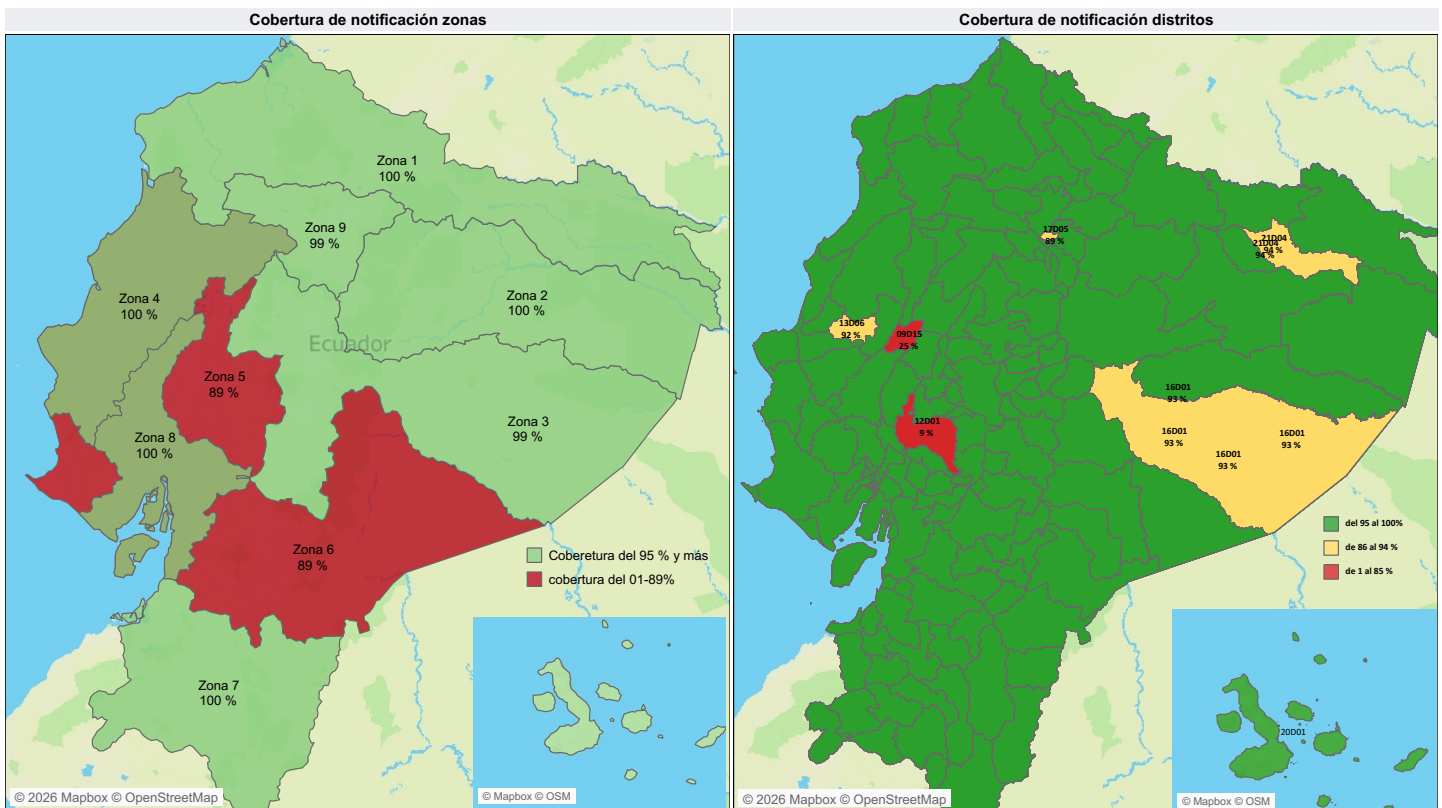 Cobertura de notificación zonas
Zona 1
100 %
Zona 9
99 %
Zona 4
100 %
Zona 2
100 %
Ecuador
Zona 5
89 %
Zona 3
99 %
Zona 8
100 %
Zona 6
89 %
Coberetura del 95 % y más
cobertura del 01-89%
Zona 7
100 %
© 2026 Mapbox © OpenStreetMap
© Mapbox © OSM
Cobertura de notificación distritos
17D05
89 %
21D04
94 %
21D04
94 %
13D06
92 %
09D15
25 %
16D01
93 %
12D01
9 %
16D01
93 %
16D01
93 %
16D01
93 %
del 95 al 100%
de 86 al 94 %
de 1 al 85 %
20D01
© 2026 Mapbox © OpenStreetMap
© Mapbox © OSM